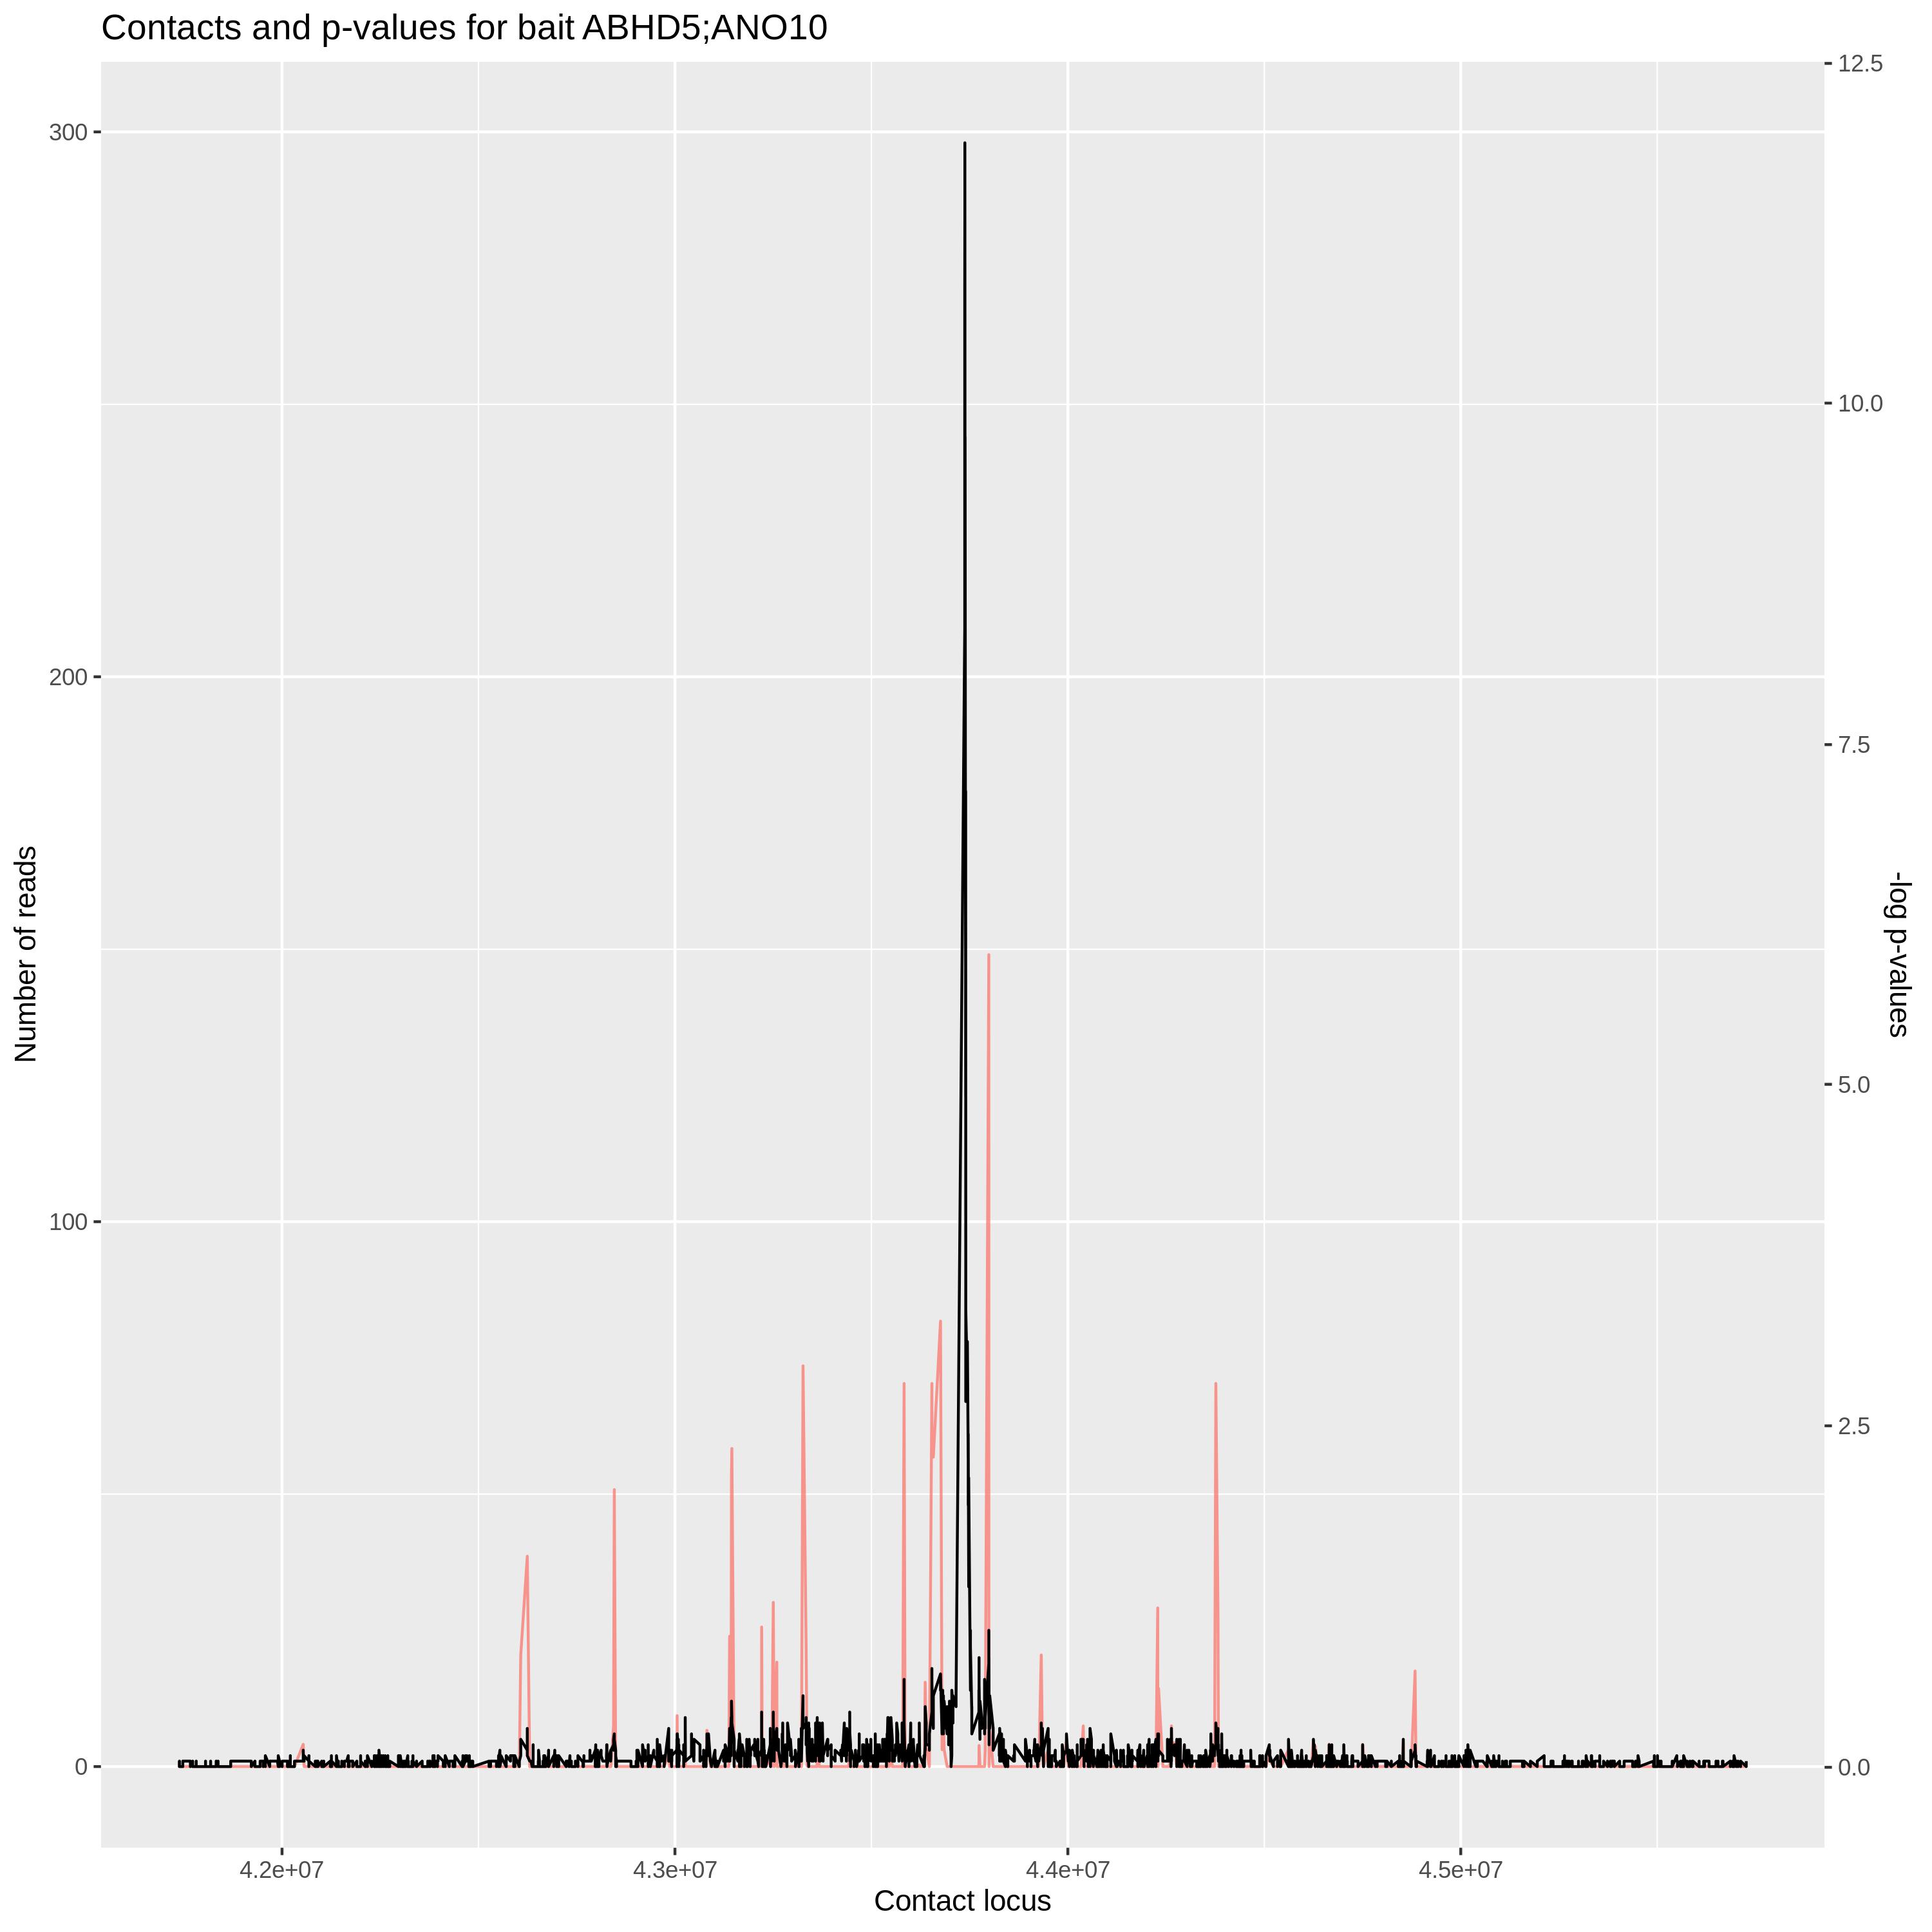 Contacts and p-values for bait ABHD5;ANO10
300
200
100
0
Number of reads
12.5
10.0
7.5
5.0
2.5
0.0
-log p-values
4.2e+07
4.3e+07
4.4e+07
4.5e+07
Contact locus